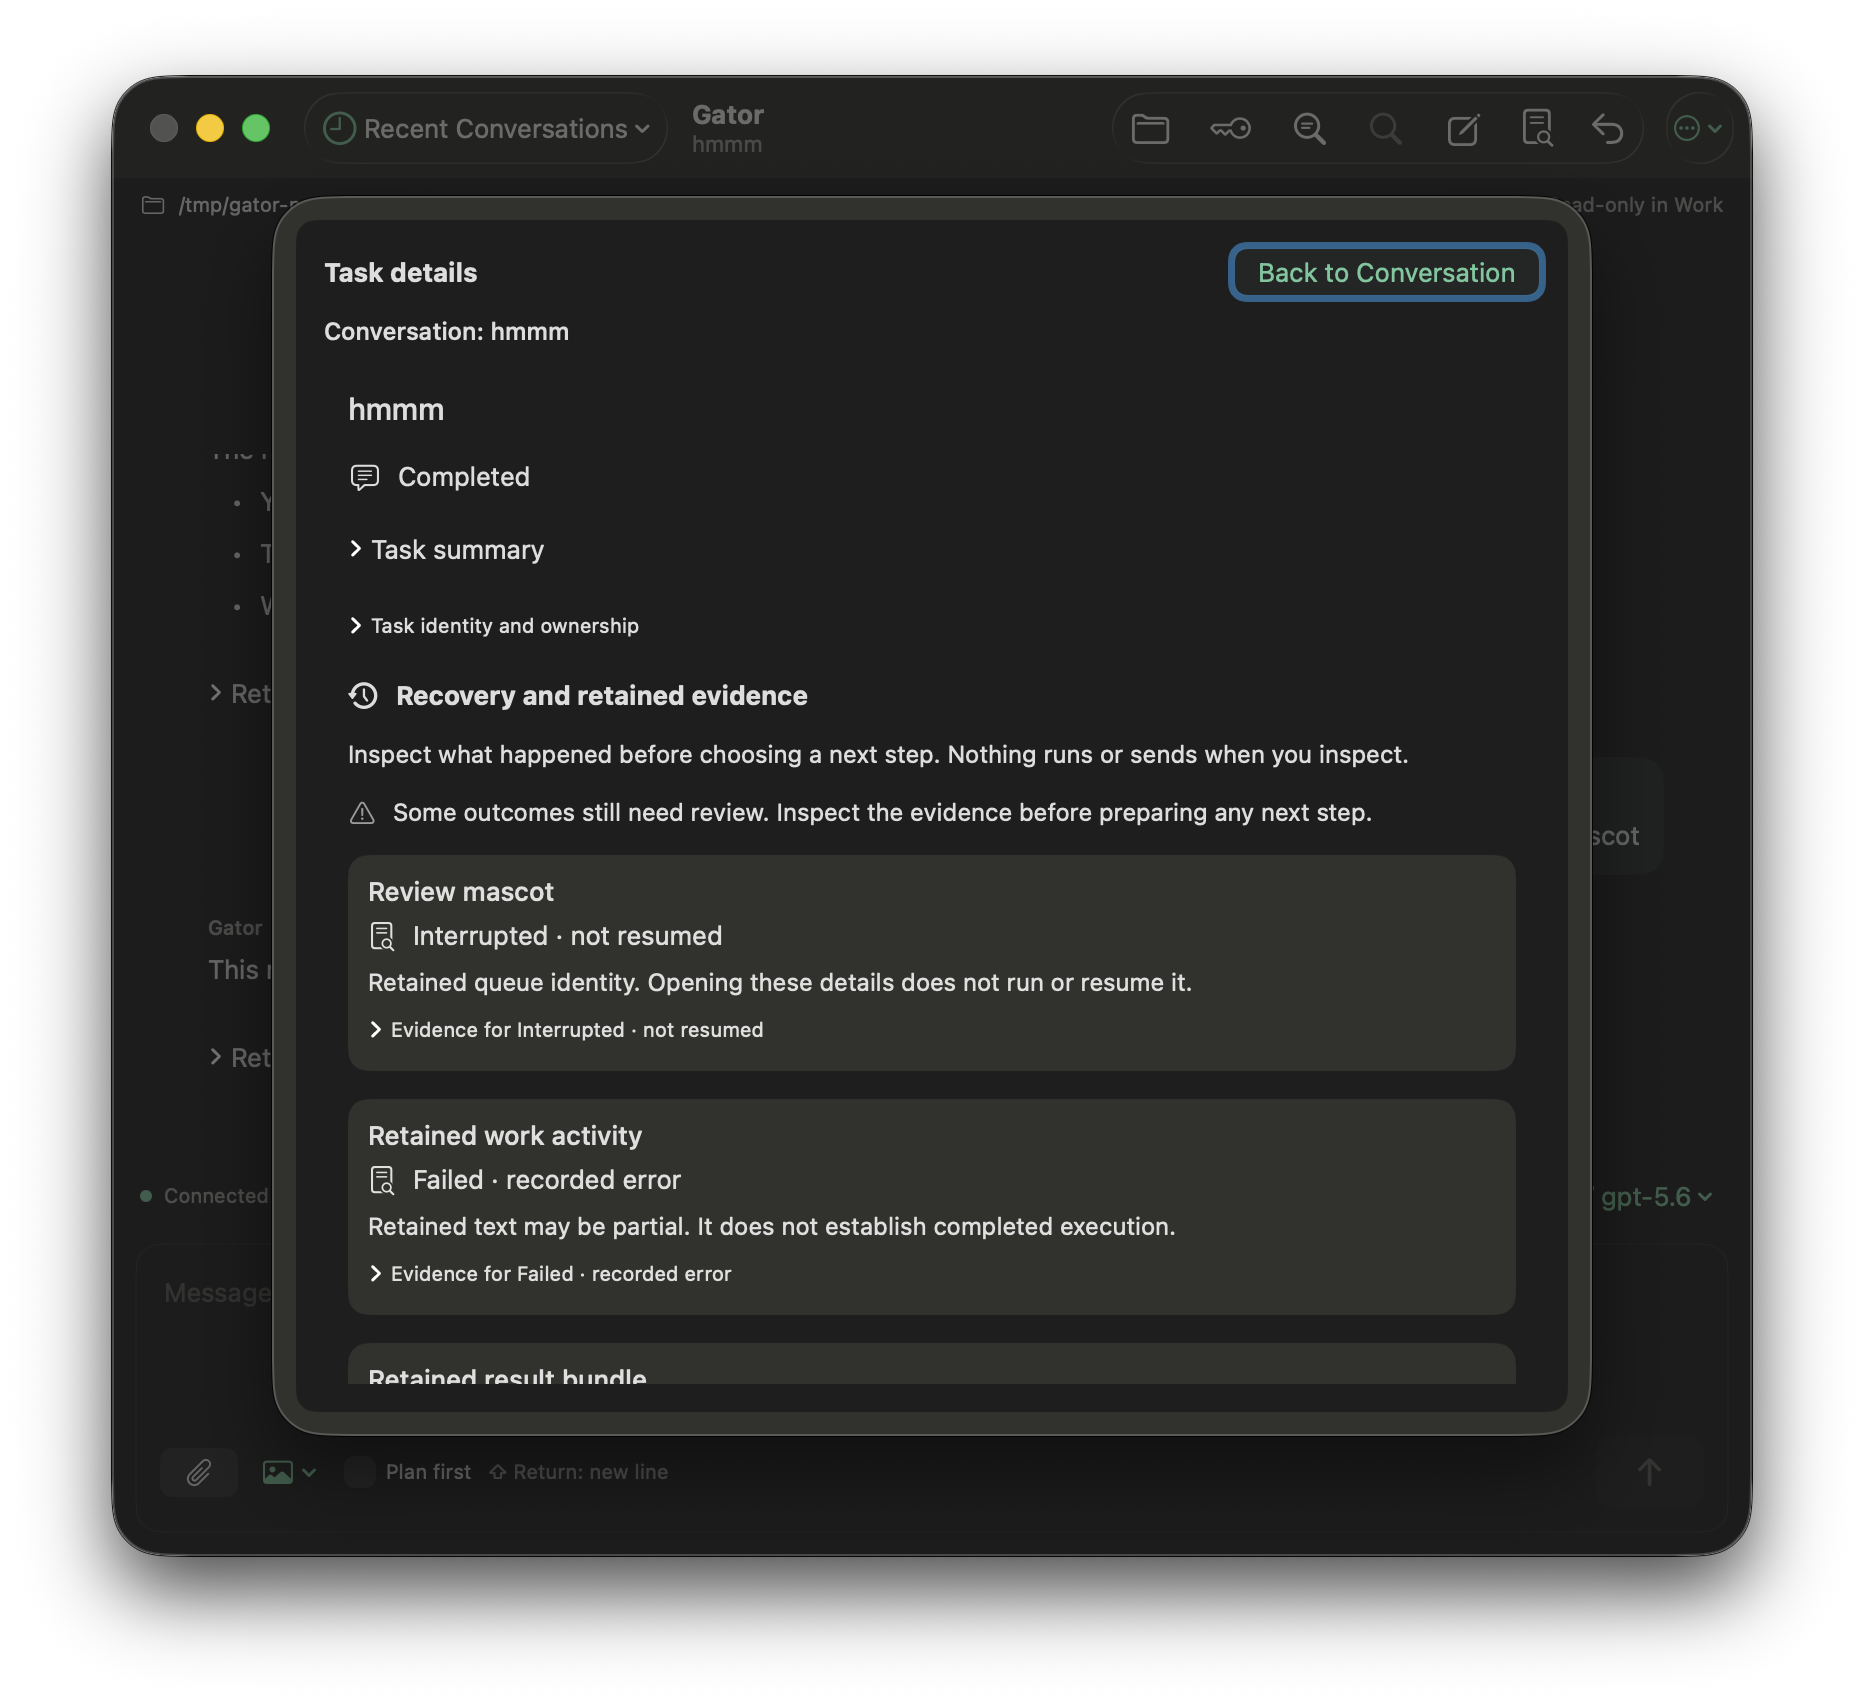 Recent Conversations
Gator
hmmm
/tmp/gator-
ad-only in Work
Task details
Back to Conversation
Conversation: hmmm
hmmm
Completed
Task summary
Task identity and ownership
Ret
Recovery and retained evidence
Inspect what happened before choosing a next step. Nothing runs or sends when you inspect.
Some outcomes still need review. Inspect the evidence before preparing any next step.
scot
Review mascot
Interrupted · not resumed
Retained queue identity. Opening these details does not run or resume it.
Evidence for Interrupted · not resumed
Gator
This
Ret
Retained work activity
Failed · recorded error
Retained text may be partial. It does not establish completed execution.
Evidence for Failed · recorded error
Connected
gpt-5.6
Message
Retained result bundle
Plan first
Return: new line